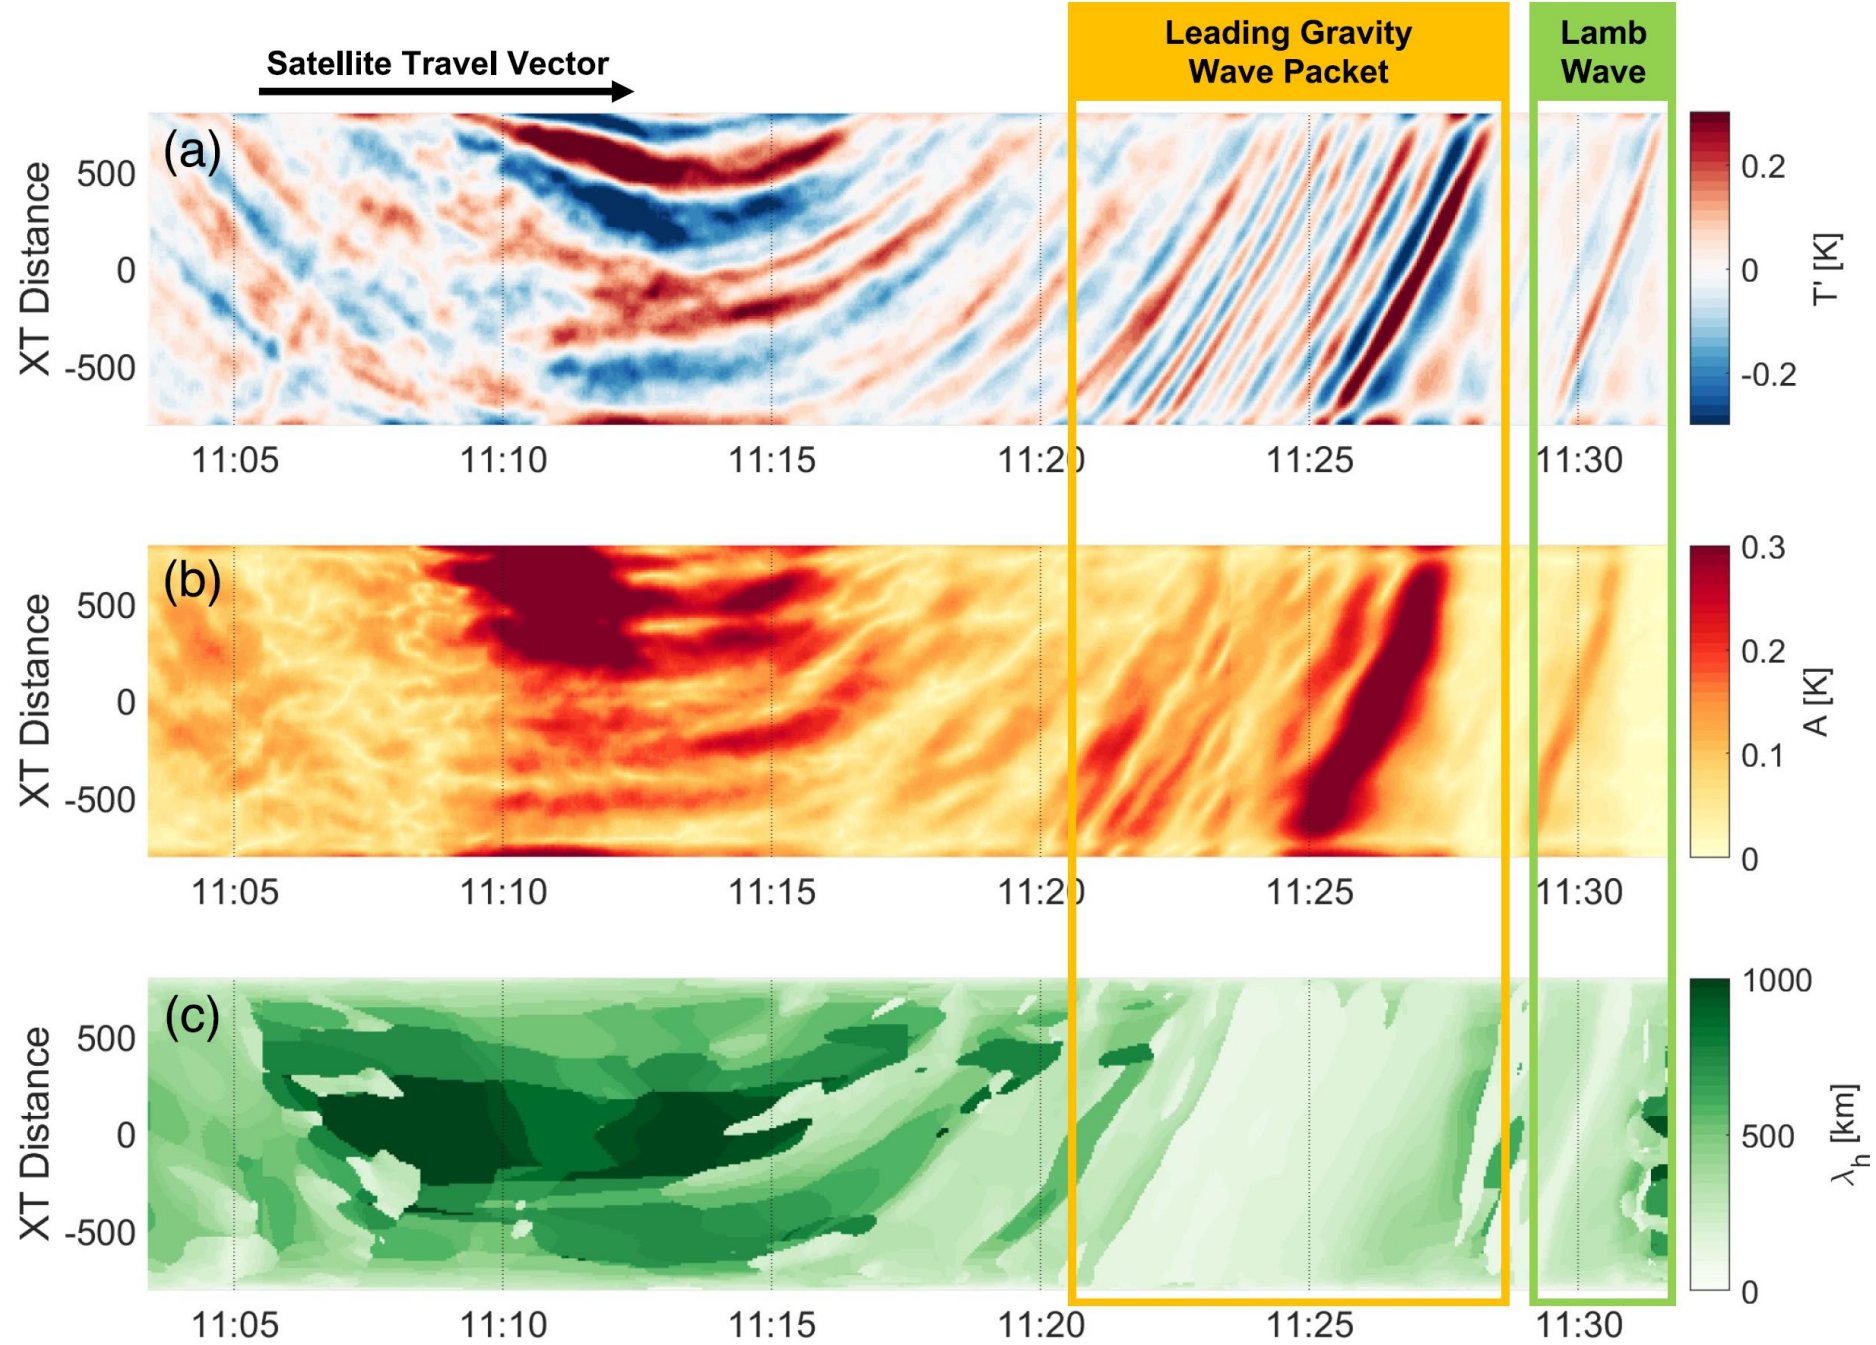 Satellite Travel Vector
Leading Gravity
Wave Packet
Lamb
Wave
(a)
XT Distance
500
0
-500
11:05 11:10 11:15 11:20 11:25 11:30
0.2
0
-0.2
T' [K]
(b)
XT Distance
500
0
-500
11:05 11:10 11:15 11:20 11:25 11:30
0.3
0.2
0.1
0
A [K]
(c)
XT Distance
500
0
-500
11:05 11:10 11:15 11:20 11:25 11:30
1000
500
0
λh [km]